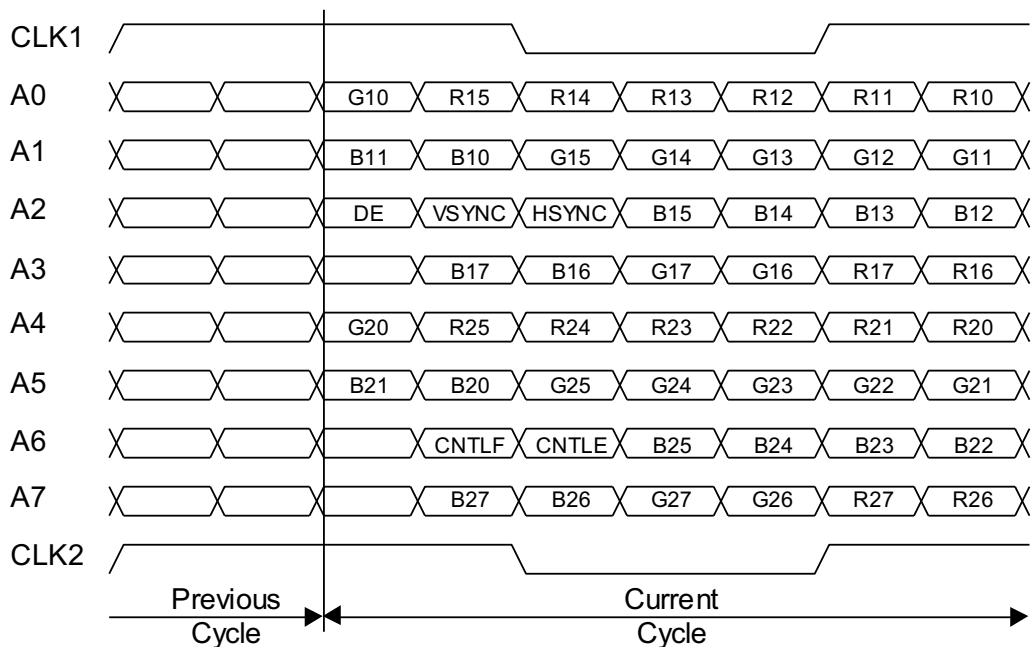 CLK1
A0 G10 R15 R14 R13 R12 R11 R10
A1 B11 B10 G15 G14 G13 G12 G11
A2 DE VSYNC HSYNC B15 B14 B13 B12
A3 B17 B16 G17 G16 R17 R16
A4 G20 R25 R24 R23 R22 R21 R20
A5 B21 B20 G25 G24 G23 G22 G21
A6 CNTLF CNTLE B25 B24 B23 B22
A7 B27 B26 G27 G26 R27 R26
CLK2
Previous Current
Cycle Cycle